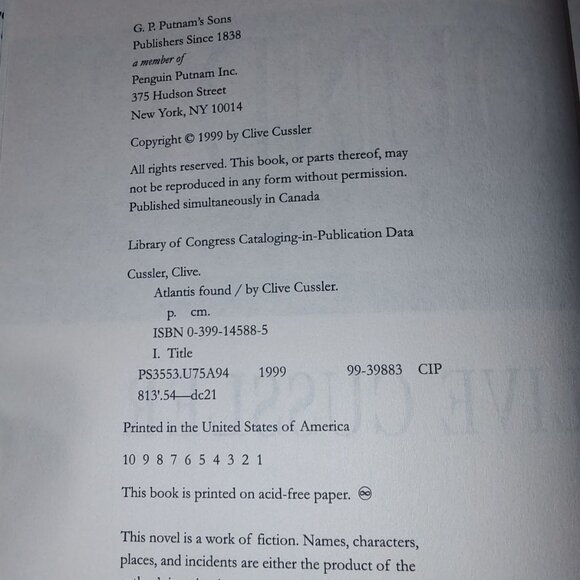 G. P. Putnam's Sons
Publishers Since 1838
a member of
Penguin Putnam Inc.
375 Hudson Street
New York, NY 10014
Copyright © 1999 by Clive Cussler
All rights reserved. This book, or parts thereof, may
not be reproduced in any form without permission.
Published simultaneously in Canada
Library of Congress Cataloging-in-Publication Data
Cussler, Clive.
Atlantis found / by Clive Cussler.
p. cm.
ISBN 0-399-14588-5
I. Title
PS3553.U75A94 1999 99-39883 CIP
813'.54—dc21
Printed in the United States of America
10 9 8 7 6 5 4 3 2 1
This book is printed on acid-free paper. ♾
This novel is a work of fiction. Names, characters,
places, and incidents are either the product of the